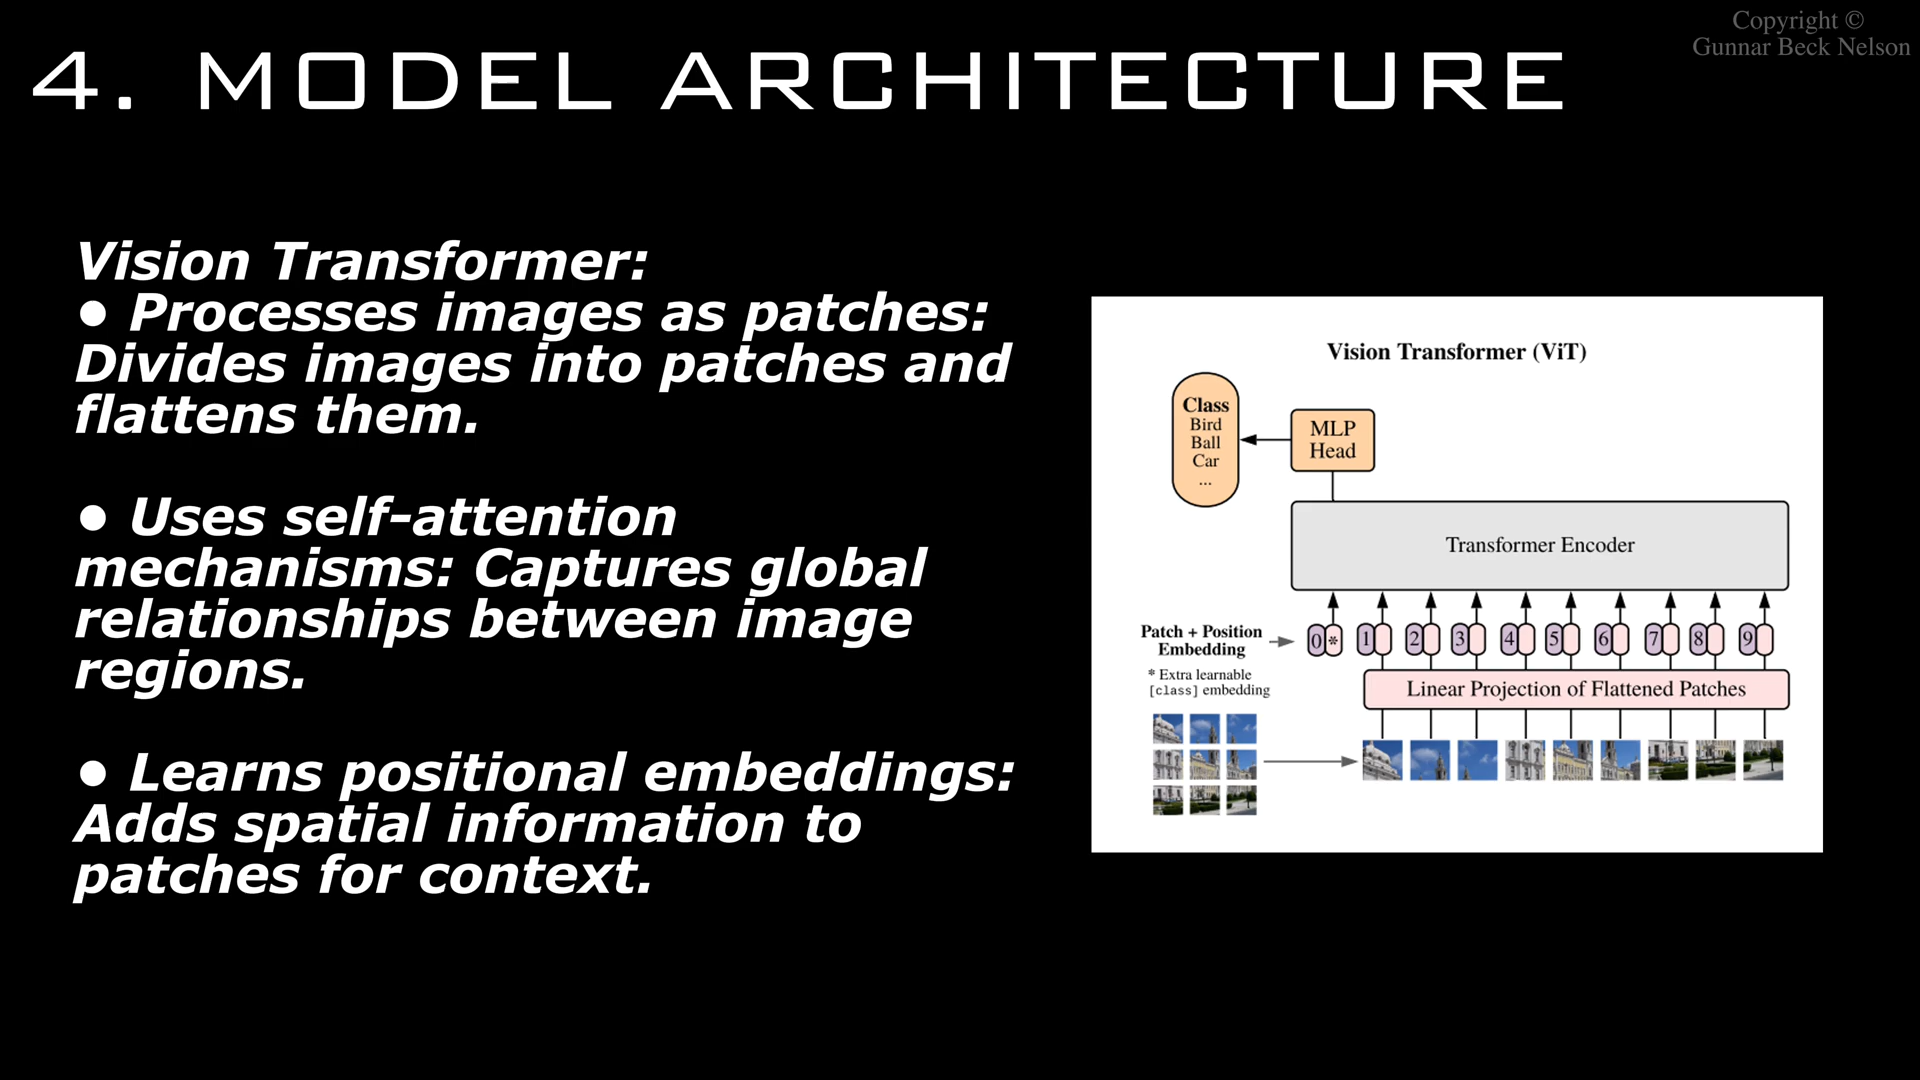 Copyright ©
Gunnar Beck Nelson
4. MODEL ARCHITECTURE
Vision Transformer:
● Processes images as patches:
Divides images into patches and
flattens them.
● Uses self-attention
mechanisms: Captures global
relationships between image
regions.
● Learns positional embeddings:
Adds spatial information to
patches for context.
Vision Transformer (ViT)
Class
Bird
Ball
Car
...
MLP
Head
Transformer Encoder
Patch + Position
Embedding
0 * 1 2 3 4 5 6 7 8 9
* Extra learnable
[class] embedding
Linear Projection of Flattened Patches